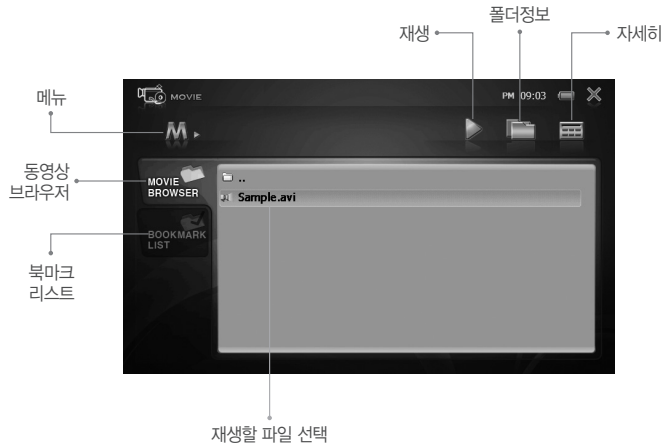 폴더정보
재생
자세히
메뉴
MOVIE
PM 09:03
M
동영상
브라우저
MOVIE
BROWSER
..
Sample.avi
BOOKMARK
LIST
북마크
리스트
재생할 파일 선택